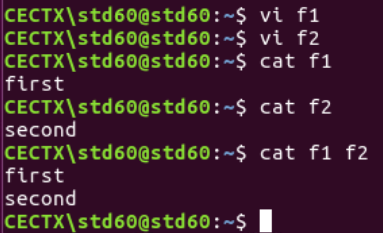 CECTX\std60@std60:~$ vi f1
CECTX\std60@std60:~$ vi f2
CECTX\std60@std60:~$ cat f1
first
CECTX\std60@std60:~$ cat f2
second
CECTX\std60@std60:~$ cat f1 f2
first
second
CECTX\std60@std60:~$